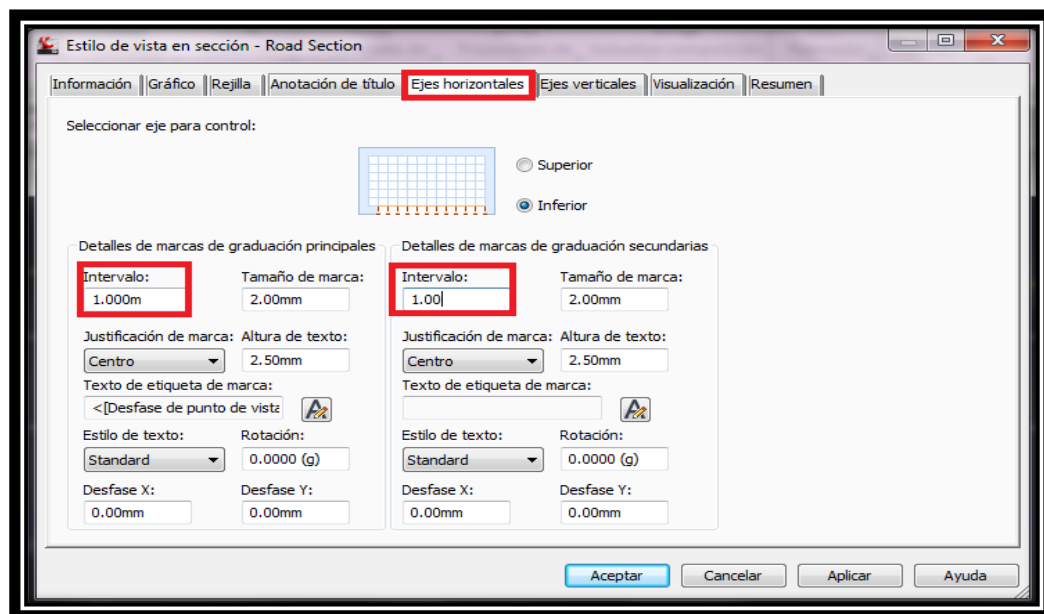 Estilo de vista en sección - Road Section
Información Gráfico Rejilla Anotación de título Ejes horizontales Ejes verticales Visualización Resumen
Seleccionar eje para control:
Superior
Inferior
Detalles de marcas de graduación principales Detalles de marcas de graduación secundarias
Intervalo: Tamaño de marca: Intervalo: Tamaño de marca:
1.000m 2.00mm 1.00 2.00mm
Justificación de marca: Altura de texto: Justificación de marca: Altura de texto:
Centro 2.50mm Centro 2.50mm
Texto de etiqueta de marca: Texto de etiqueta de marca:
<[Desfase de punto de vista
Estilo de texto: Rotación: Estilo de texto: Rotación:
Standard 0.0000 (g) Standard 0.0000 (g)
Desfase X: Desfase Y: Desfase X: Desfase Y:
0.00mm 0.00mm 0.00mm 0.00mm
Aceptar Cancelar Aplicar Ayuda